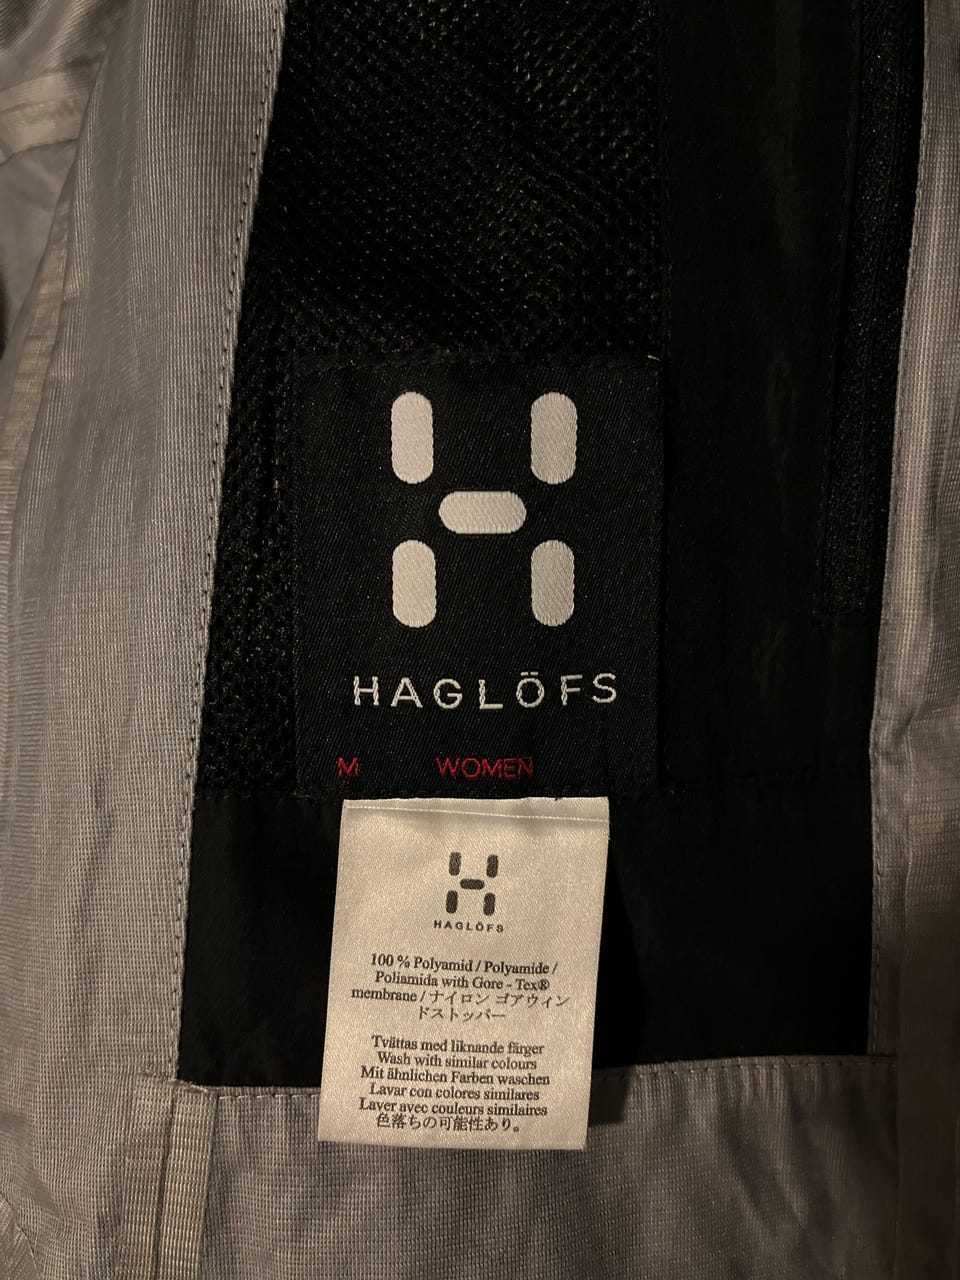 HAGLÖFS
M WOMEN
HAGLÖFS
100 % Polyamid / Polyamide /
Poliamida with Gore - Tex®
membrane / ナイロン ゴアウィン
ドストッパー
Tvättas med liknande färger
Wash with similar colours
Mit ähnlichen Farben waschen
Lavar con colores similares
Laver avec couleurs similaires
色落ちの可能性あり。